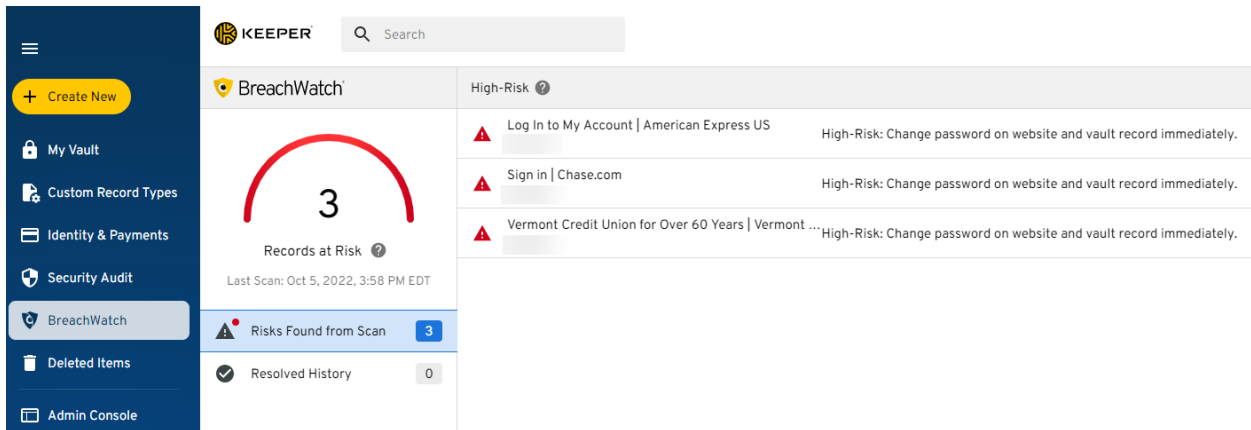 KEEPER
Search
Create New
My Vault
Custom Record Types
Identity & Payments
Security Audit
BreachWatch
Deleted Items
Admin Console
BreachWatch
3
Records at Risk
Last Scan: Oct 5, 2022, 3:58 PM EDT
Risks Found from Scan 3
Resolved History 0
High-Risk
Log In to My Account | American Express US
High-Risk: Change password on website and vault record immediately.
Sign in | Chase.com
High-Risk: Change password on website and vault record immediately.
Vermont Credit Union for Over 60 Years | Vermont ...
High-Risk: Change password on website and vault record immediately.